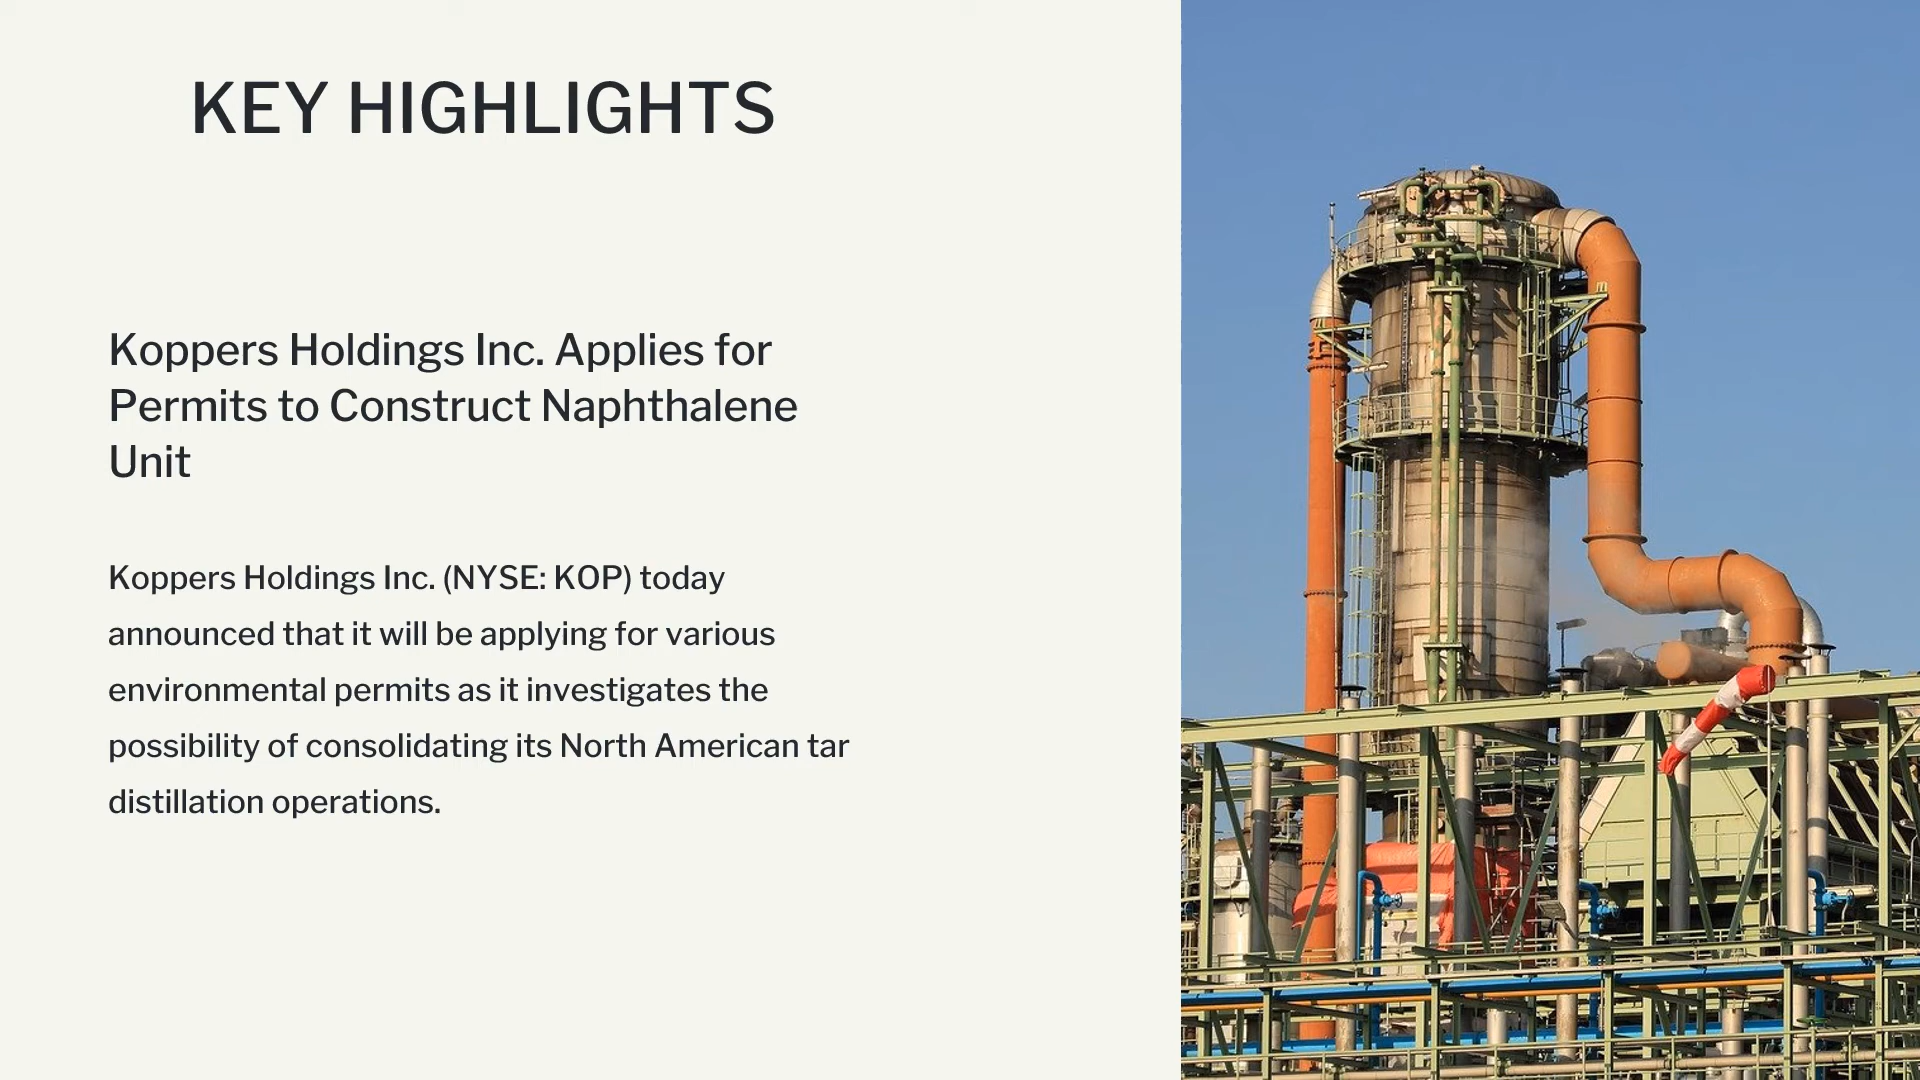 KEY HIGHLIGHTS
Koppers Holdings Inc. Applies for
Permits to Construct Naphthalene
Unit
Koppers Holdings Inc. (NYSE: KOP) today
announced that it will be applying for various
environmental permits as it investigates the
possibility of consolidating its North American tar
distillation operations.